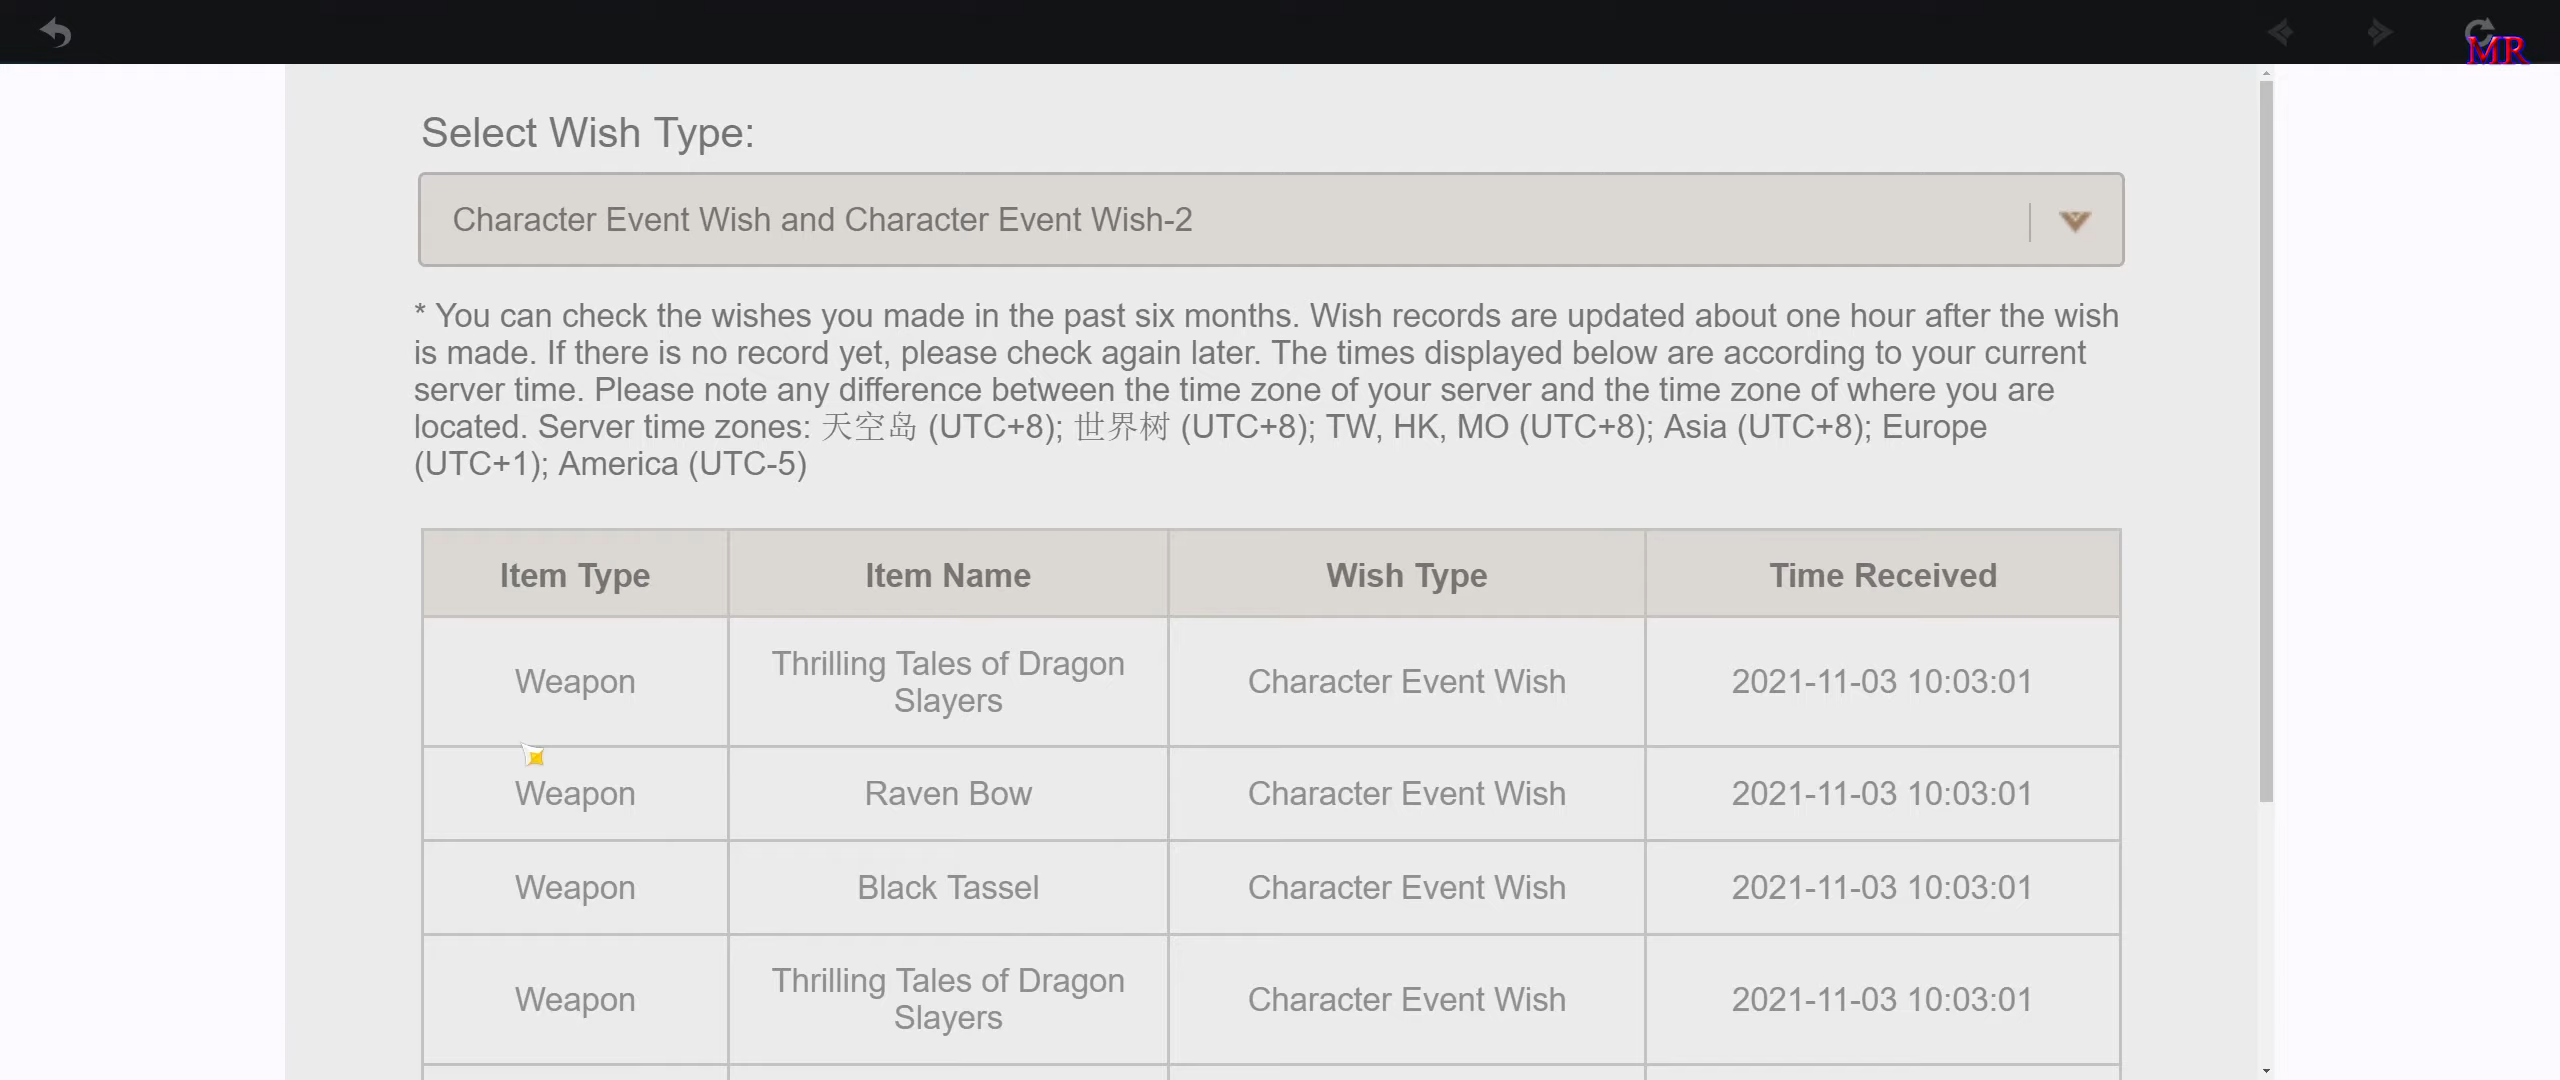 MR
Select Wish Type:
Character Event Wish and Character Event Wish-2
* You can check the wishes you made in the past six months. Wish records are updated about one hour after the wish
is made. If there is no record yet, please check again later. The times displayed below are according to your current
server time. Please note any difference between the time zone of your server and the time zone of where you are
located. Server time zones: 天空岛 (UTC+8); 世界树 (UTC+8); TW, HK, MO (UTC+8); Asia (UTC+8); Europe
(UTC+1); America (UTC-5)
Item Type Item Name Wish Type Time Received
Weapon Thrilling Tales of Dragon
Slayers Character Event Wish 2021-11-03 10:03:01
Weapon Raven Bow Character Event Wish 2021-11-03 10:03:01
Weapon Black Tassel Character Event Wish 2021-11-03 10:03:01
Weapon Thrilling Tales of Dragon
Slayers Character Event Wish 2021-11-03 10:03:01